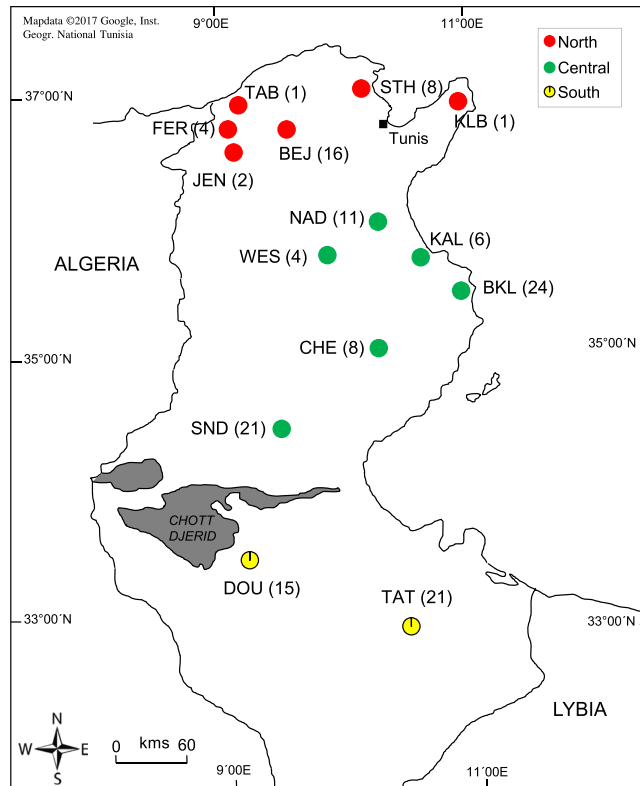 Mapdata ©2017 Google, Inst.
Geogr. National Tunisia
9°00´E
11°00´E
North
Central
South
37°00´N
TAB (1)
STH (8)
KLB (1)
FER (4)
Tunis
BEJ (16)
JEN (2)
NAD (11)
KAL (6)
WES (4)
ALGERIA
BKL (24)
CHE (8)
35°00´N
35°00´N
SND (21)
CHOTT
DJERID
DOU (15)
TAT (21)
33°00´N
33°00´N
LYBIA
N
W E
S
kms
0 60
9´00E
11°00´E